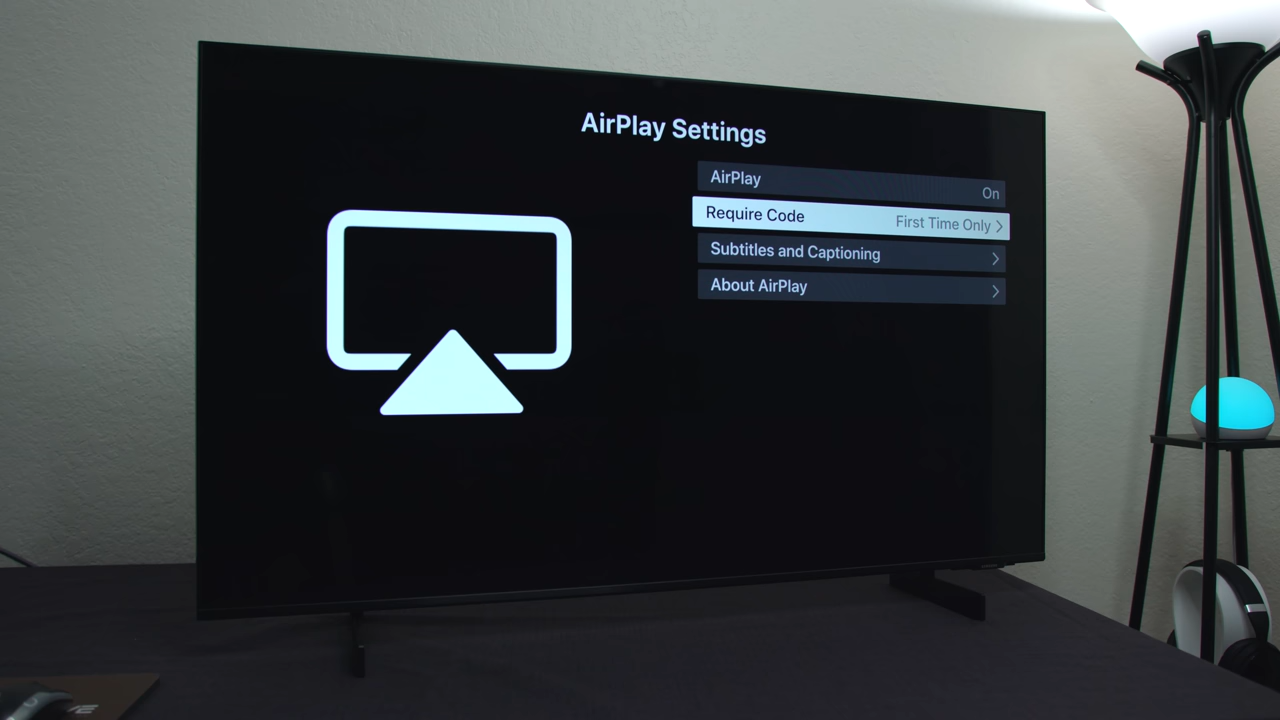 AirPlay Settings
AirPlay On
Require Code First Time Only
Subtitles and Captioning
About AirPlay